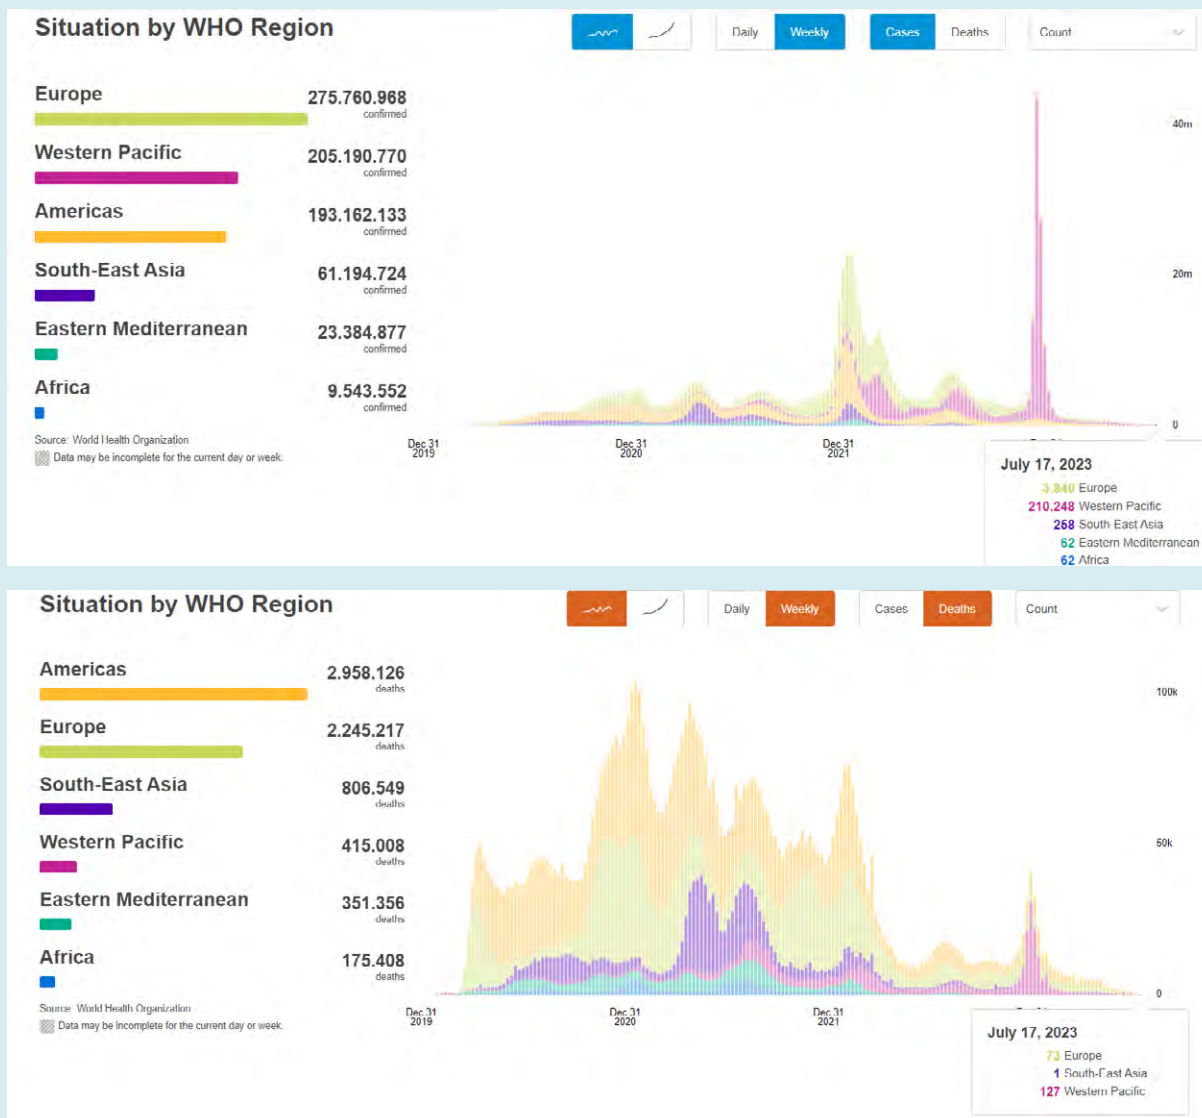 Situation by WHO Region
Daily
Weekly
Cases
Deaths
Count
Europe
275.760.968
confirmed
Western Pacific
205.190.770
confirmed
Americas
193.162.133
confirmed
South-East Asia
61.194.724
confirmed
Eastern Mediterranean
23.384.877
confirmed
Africa
9.543.552
confirmed
Source: World Health Organization
Data may be incomplete for the current day or week.
40m
20m
0
Dec 31
2019
Dec 31
2020
Dec 31
2021
July 17, 2023
3.840 Europe
210.248 Western Pacific
268 South-East Asia
62 Eastern Mediterranean
62 Africa
Situation by WHO Region
Daily
Weekly
Cases
Deaths
Count
Americas
2.958.126
deaths
Europe
2.245.217
deaths
South-East Asia
806.549
deaths
Western Pacific
415.008
deaths
Eastern Mediterranean
351.356
deaths
Africa
175.408
deaths
Source: World Health Organization
Data may be incomplete for the current day or week.
100k
50k
0
Dec 31
2019
Dec 31
2020
Dec 31
2021
July 17, 2023
73 Europe
1 South-East Asia
127 Western Pacific